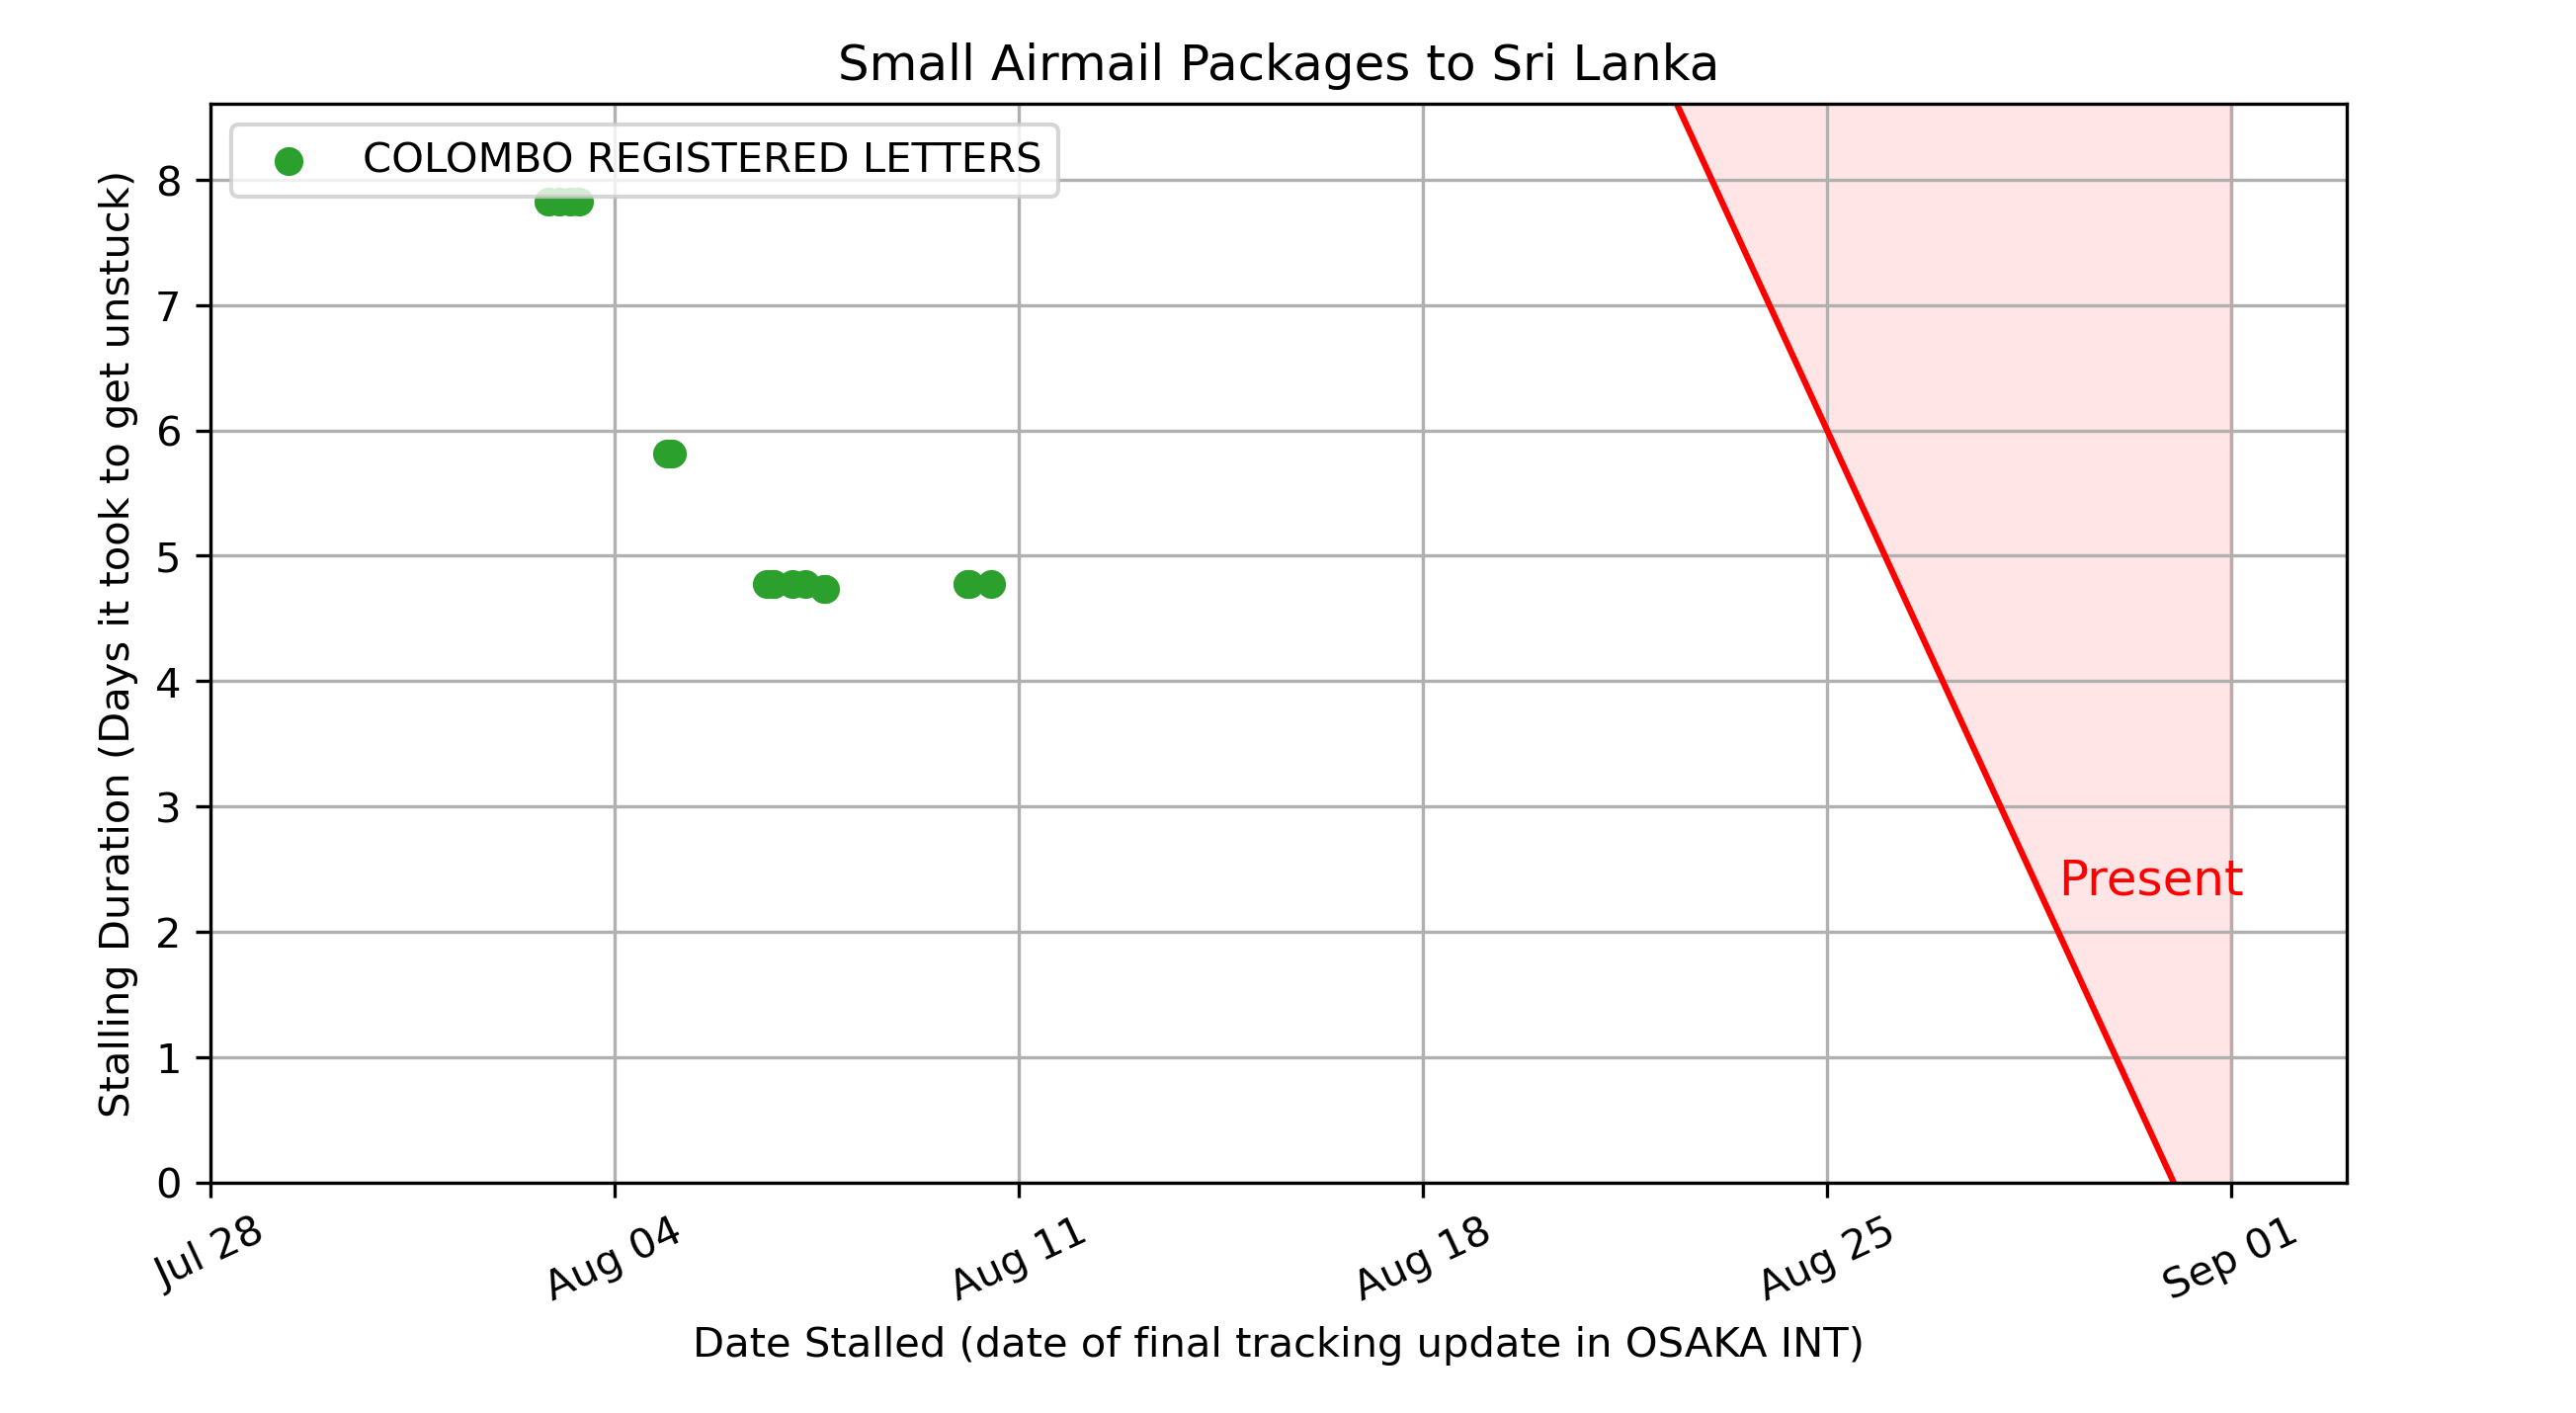 Small Airmail Packages to Sri Lanka
COLOMBO REGISTERED LETTERS
Stalling Duration (Days it took to get unstuck)
8
7
6
5
4
3
2
1
0
Present
Jul 28
Aug 04
Aug 11
Aug 18
Aug 25
Sep 01
Date Stalled (date of final tracking update in OSAKA INT)